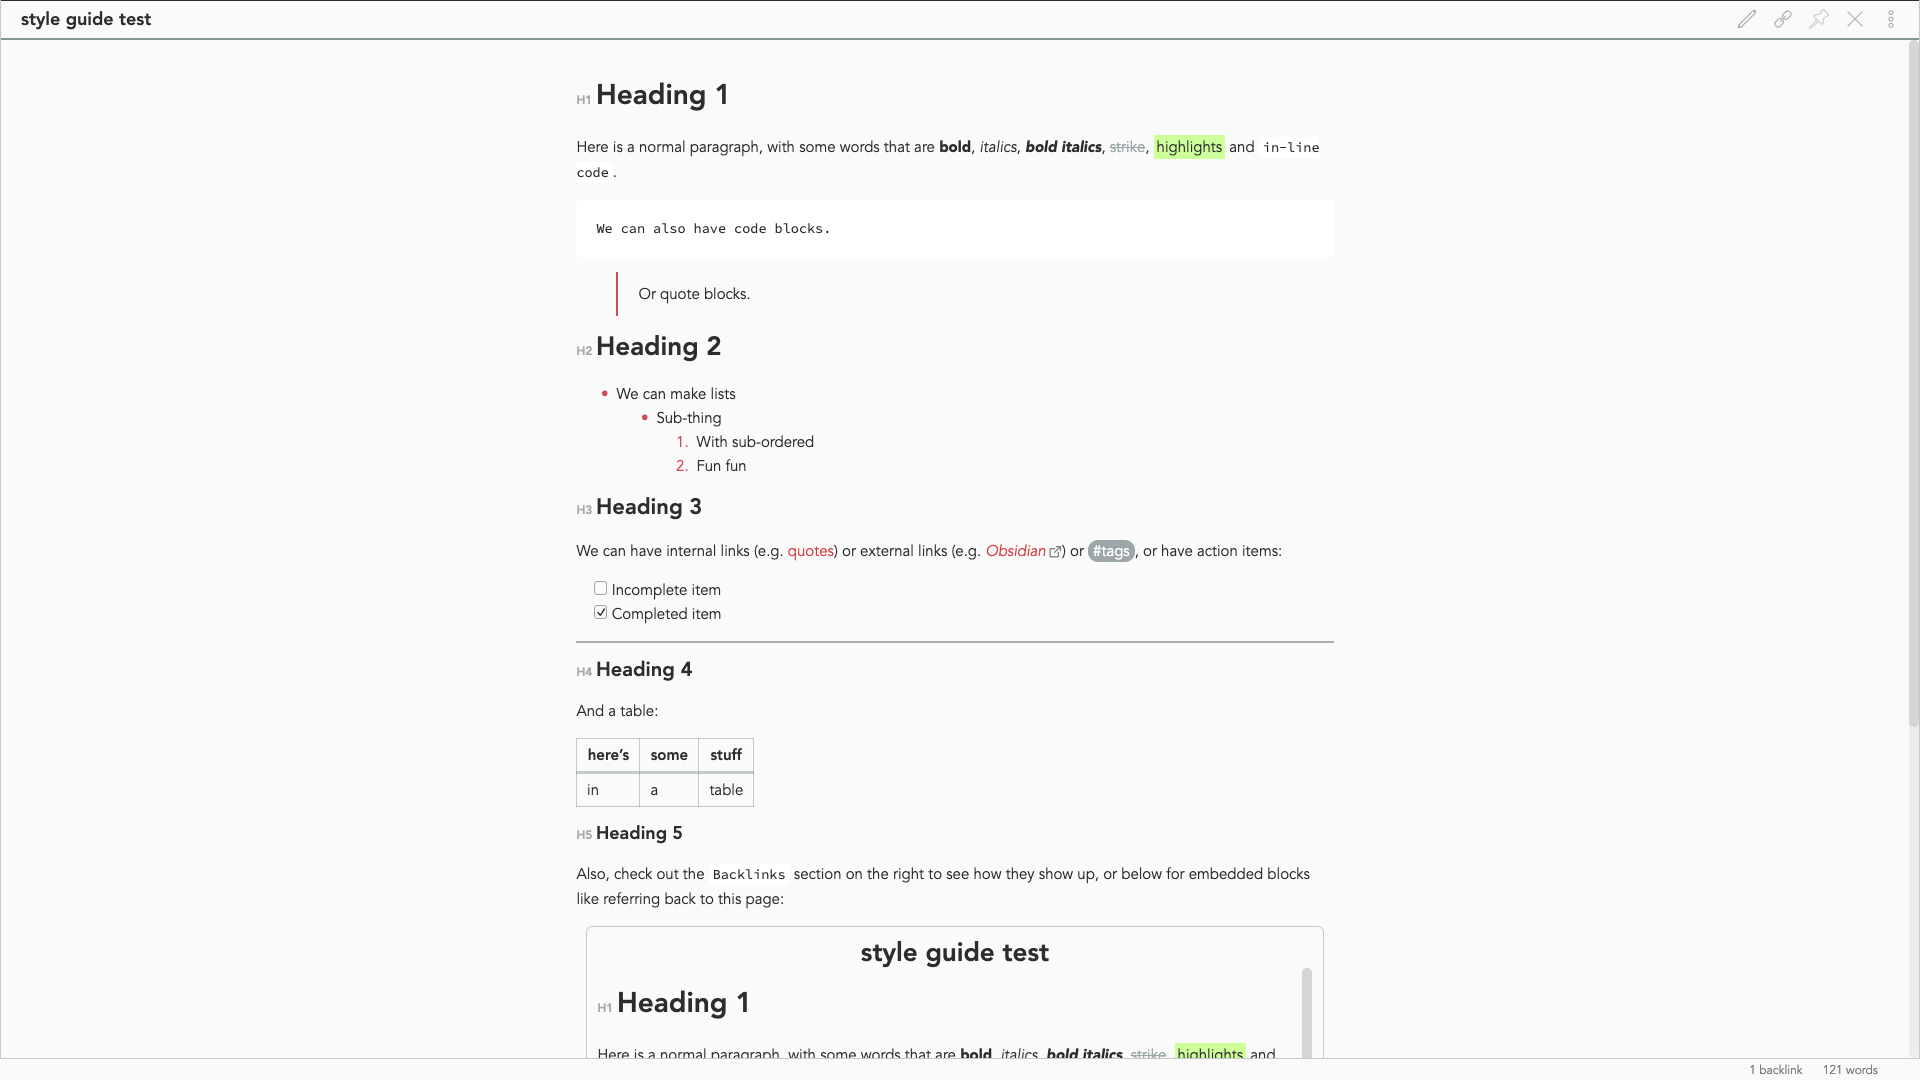 style guide test
H1 Heading 1
Here is a normal paragraph, with some words that are bold, italics, bold italics, strike, highlights and in-line
code .
We can also have code blocks.
Or quote blocks.
H2 Heading 2
• We can make lists
• Sub-thing
1. With sub-ordered
2. Fun fun
H3 Heading 3
We can have internal links (e.g. quotes) or external links (e.g. Obsidian) or #tags, or have action items:
Incomplete item
Completed item
H4 Heading 4
And a table:
here’s some stuff
in a table
H5 Heading 5
Also, check out the Backlinks section on the right to see how they show up, or below for embedded blocks
like referring back to this page:
style guide test
H1 Heading 1
Here is a normal paragraph, with some words that are bold, italics, bold italics, strike, highlights and
1 backlink 121 words